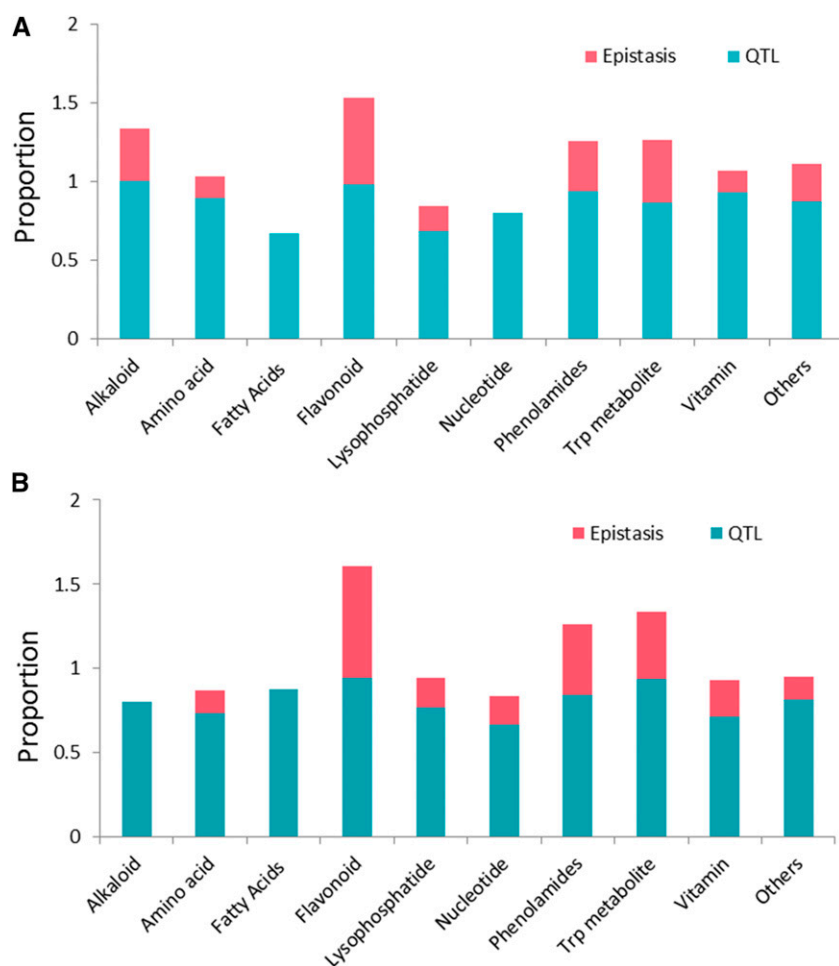 A
Proportion
2
1.5
1
0.5
0
Epistasis QTL
Alkaloid
Amino acid
Fatty Acids
Flavonoid
Lysophosphatide
Nucleotide
Phenolamides
Trp metabolite
Vitamin
Others
B
Proportion
2
1.5
1
0.5
0
Epistasis QTL
Alkaloid
Amino acid
Fatty Acids
Flavonoid
Lysophosphatide
Nucleotide
Phenolamides
Trp metabolite
Vitamin
Others